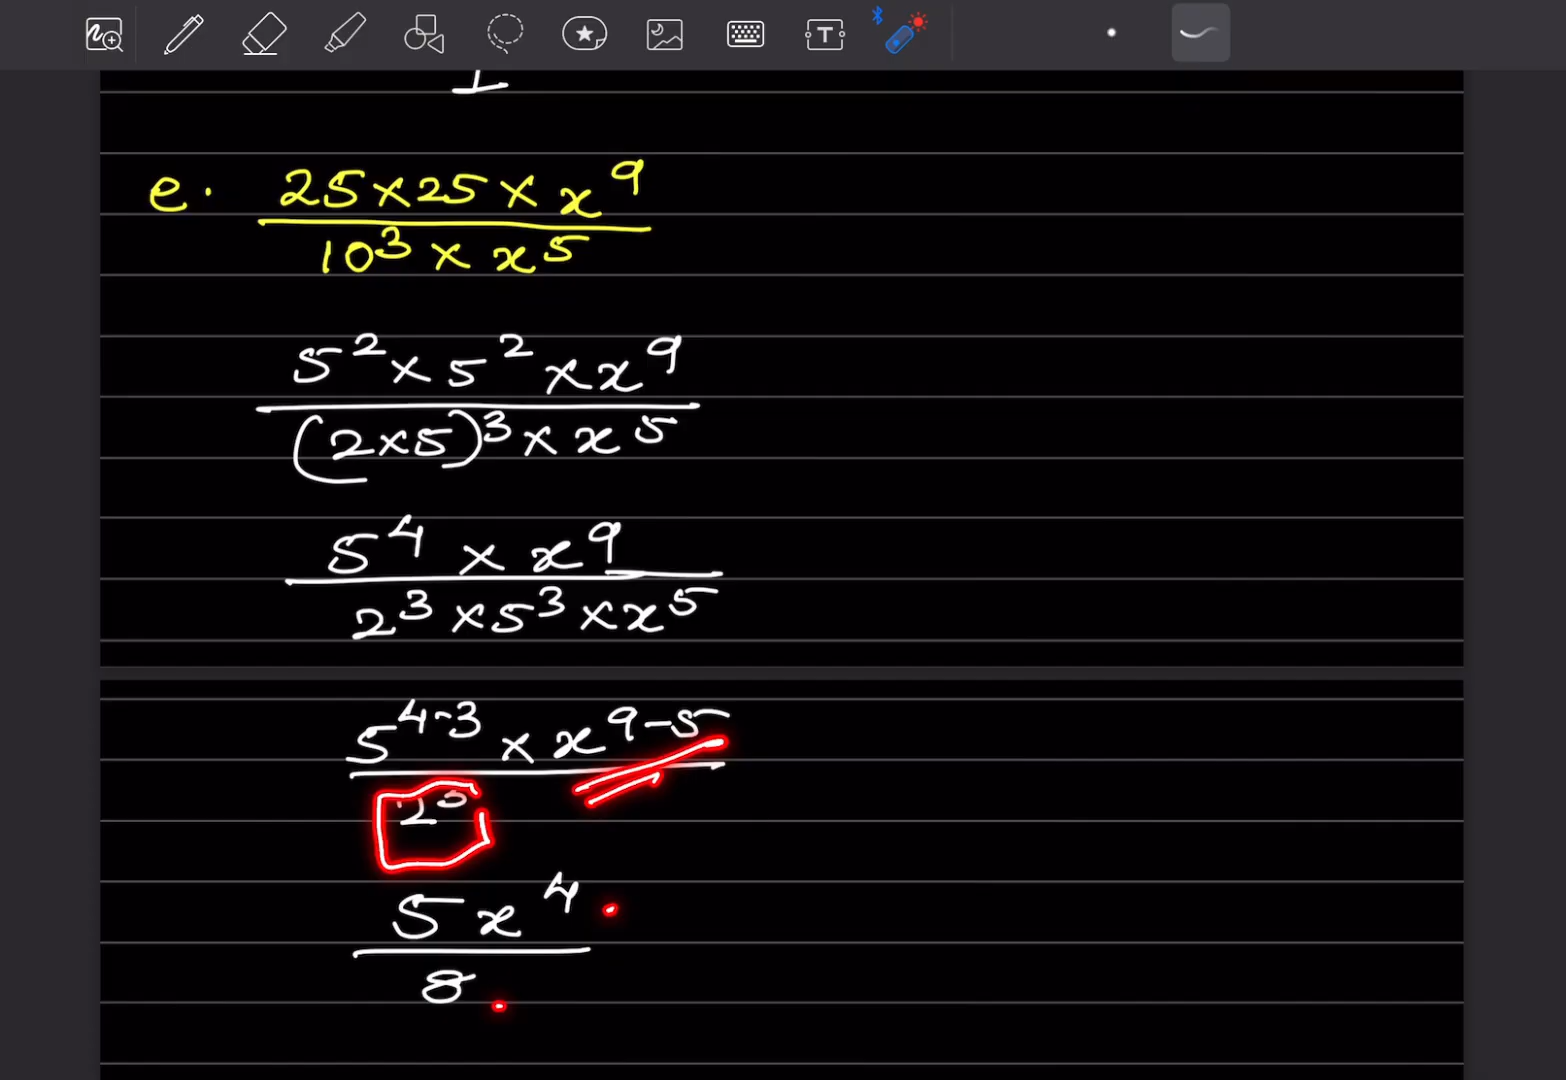 e. 25×25×x⁹
10³×x⁵
5²×5²×x⁹
(2×5)³×x⁵
5⁴×x⁹
2³×5³×x⁵
5⁴⁻³×x⁹⁻⁵
5x⁴
8